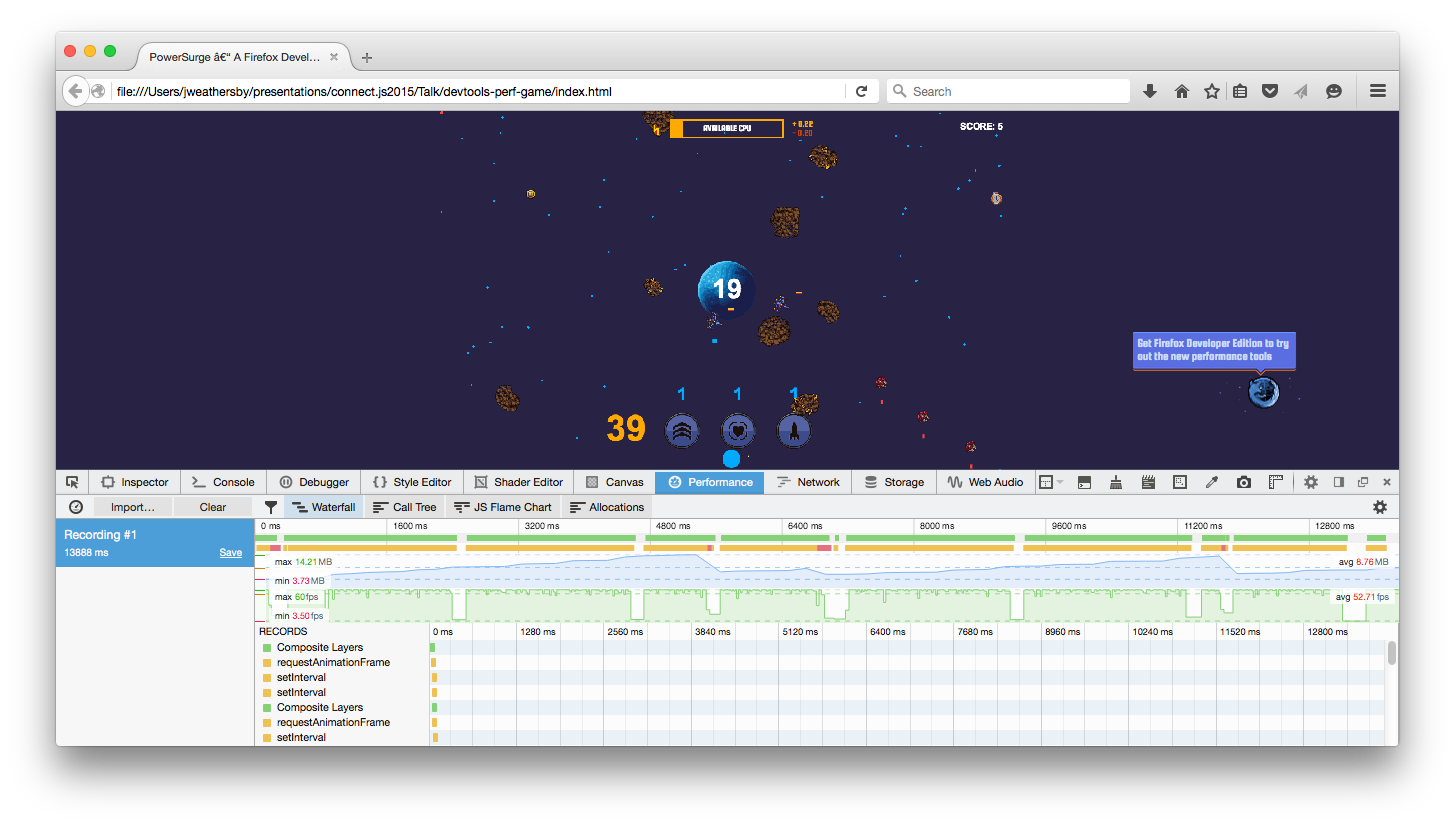 PowerSurge â€“ A Firefox Devel...
file:///Users/jweathersby/presentations/connect.js2015/Talk/devtools-perf-game/index.html
Search
AVAILABLE CPU
+ 0.22
- 0.20
SCORE: 5
19
Get Firefox Developer Edition to try
out the new performance tools
1 1 1
39
Inspector Console Debugger Style Editor Shader Editor Canvas Performance Network Storage Web Audio
Import... Clear Waterfall Call Tree JS Flame Chart Allocations
Recording #1
13888 ms Save
0 ms 1600 ms 3200 ms 4800 ms 6400 ms 8000 ms 9600 ms 11200 ms 12800 ms
max 14.21 MB avg 8.76 MB
min 3.73 MB
max 60 fps avg 52.71 fps
min 3.50 fps
RECORDS 0 ms 1280 ms 2560 ms 3840 ms 5120 ms 6400 ms 7680 ms 8960 ms 10240 ms 11520 ms 12800 ms
Composite Layers
requestAnimationFrame
setInterval
setInterval
Composite Layers
requestAnimationFrame
setInterval